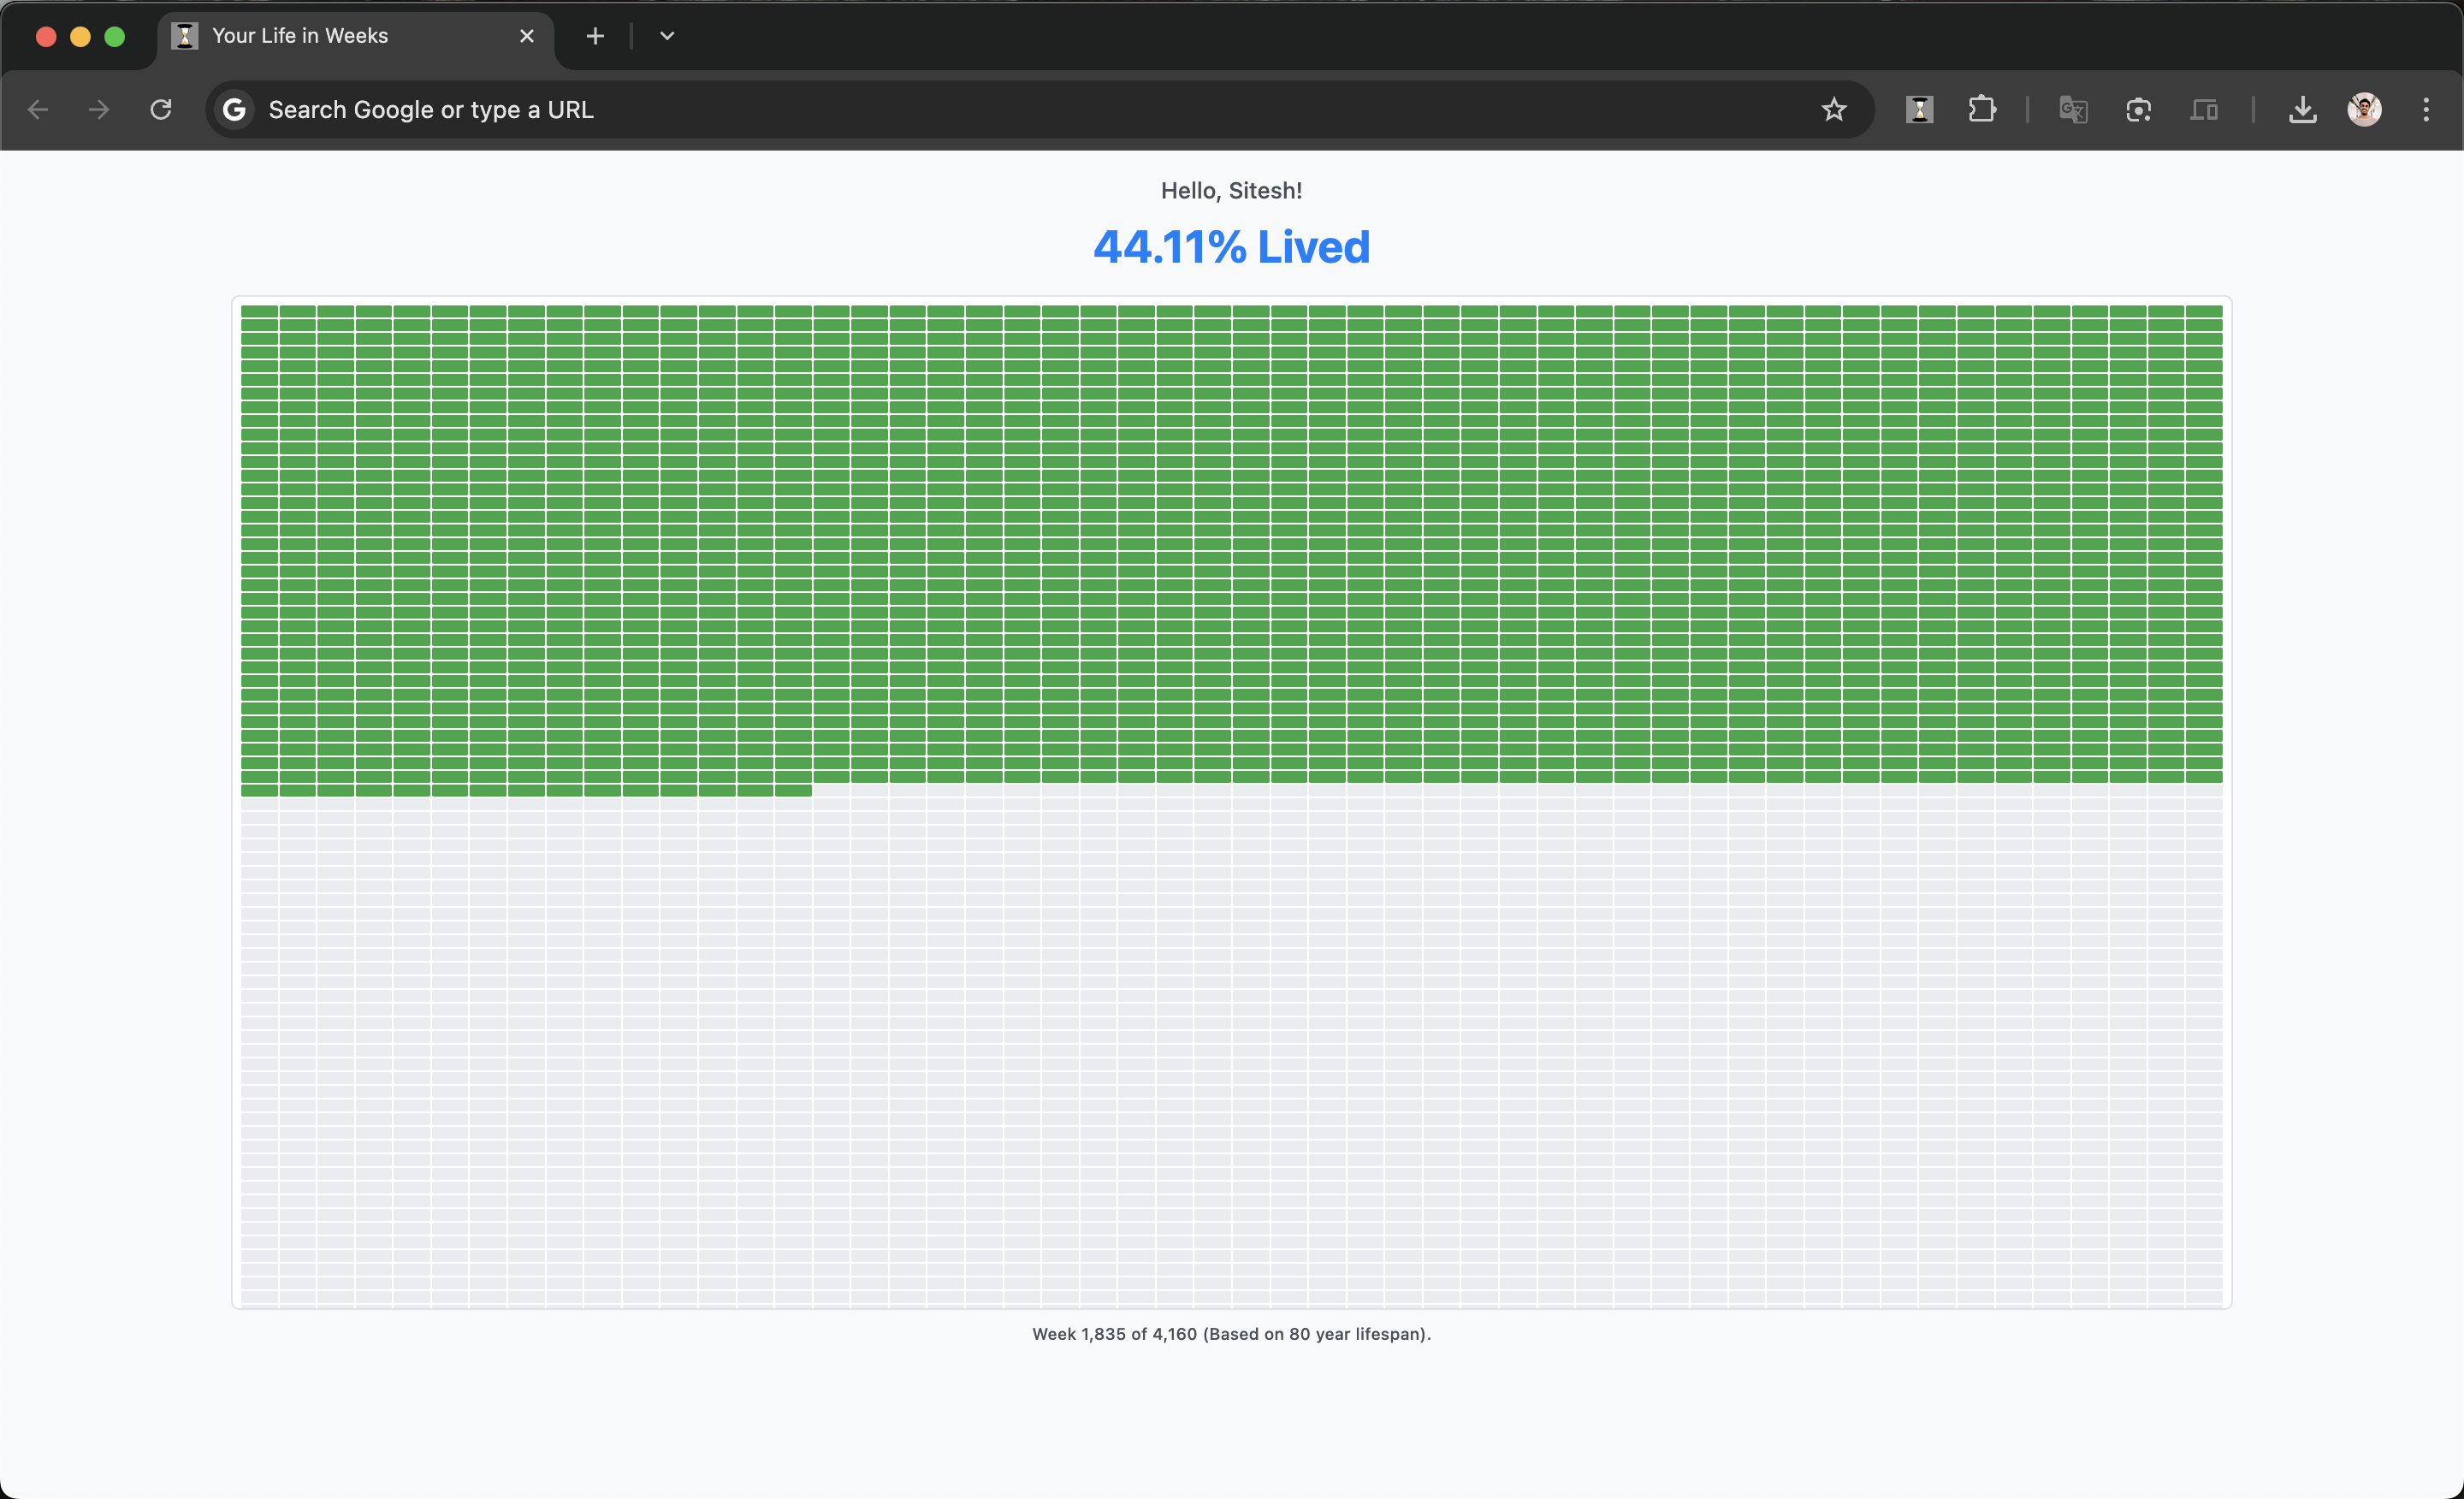 Your Life in Weeks
Search Google or type a URL
Hello, Sitesh!
44.11% Lived
Week 1,835 of 4,160 (Based on 80 year lifespan).